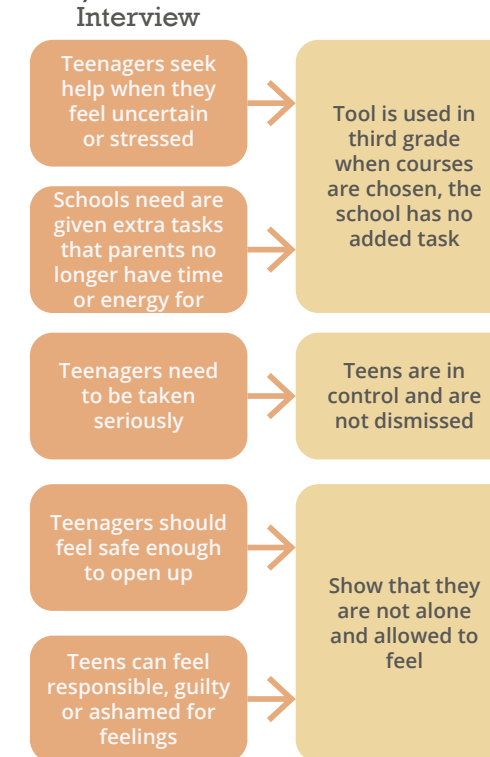 Interview
Teenagers seek
help when they
feel uncertain
or stressed
Tool is used in
third grade
when courses
are chosen, the
school has no
added task
Schools need are
given extra tasks
that parents no
longer have time
or energy for
Teenagers need
to be taken
seriously
Teens are in
control and are
not dismissed
Teenagers should
feel safe enough
to open up
Show that they
are not alone
and allowed to
feel
Teens can feel
responsible, guilty
or ashamed for
feelings